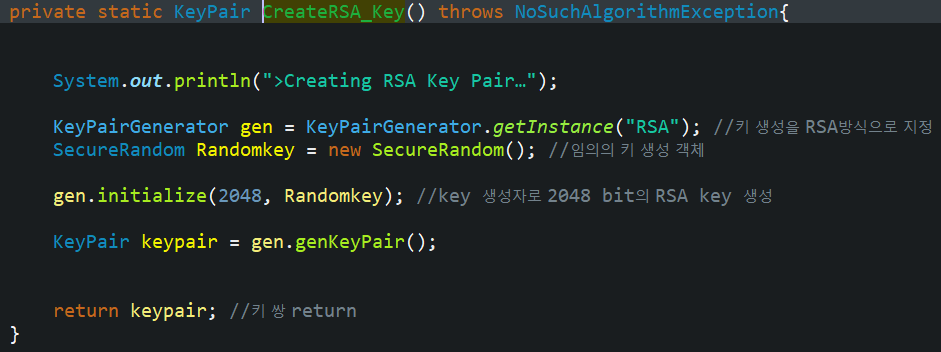 private static KeyPair CreateRSA_Key() throws NoSuchAlgorithmException{
System.out.println(">Creating RSA Key Pair…");
KeyPairGenerator gen = KeyPairGenerator.getInstance("RSA"); //키 생성을 RSA방식으로 지정
SecureRandom Randomkey = new SecureRandom(); //임의의 키 생성 객체
gen.initialize(2048, Randomkey); //key 생성자로 2048 bit의 RSA key 생성
KeyPair keypair = gen.genKeyPair();
return keypair; //키 쌍 return
}